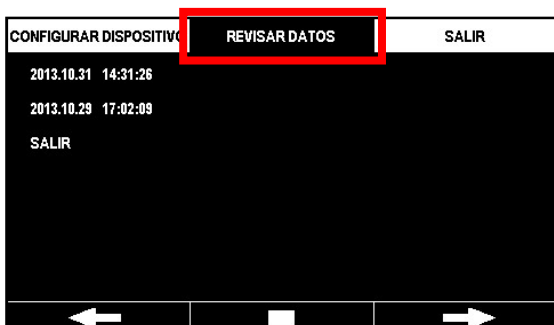 CONFIGURAR DISPOSITIVO REVISAR DATOS SALIR
2013.10.31 14:31:26
2013.10.29 17:02:09
SALIR